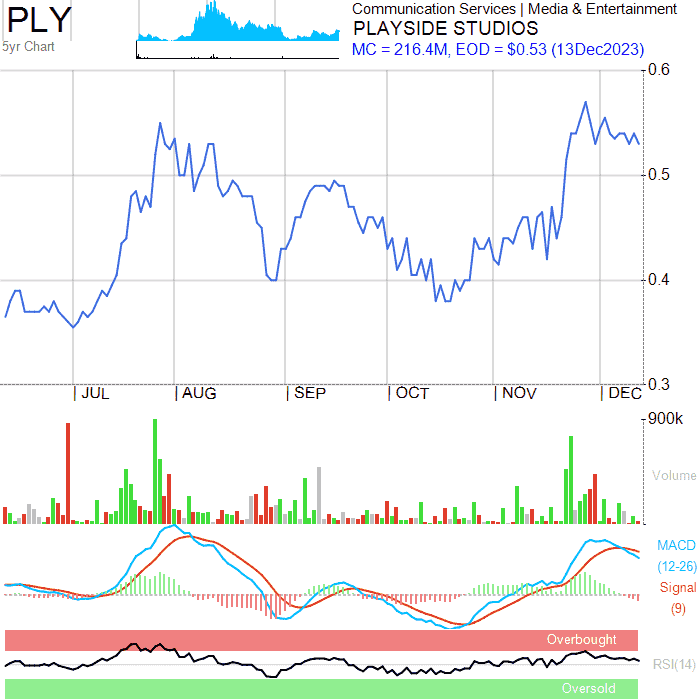 PLY
5yr Chart
Communication Services | Media & Entertainment
PLAYSIDE STUDIOS
MC = 216.4M, EOD = $0.53 (13Dec2023)
0.6
0.5
0.4
0.3
| JUL | AUG | SEP | OCT | NOV | DEC
900k
Volume
MACD
(12-26)
Signal
(9)
Overbought
RSI(14)
Oversold